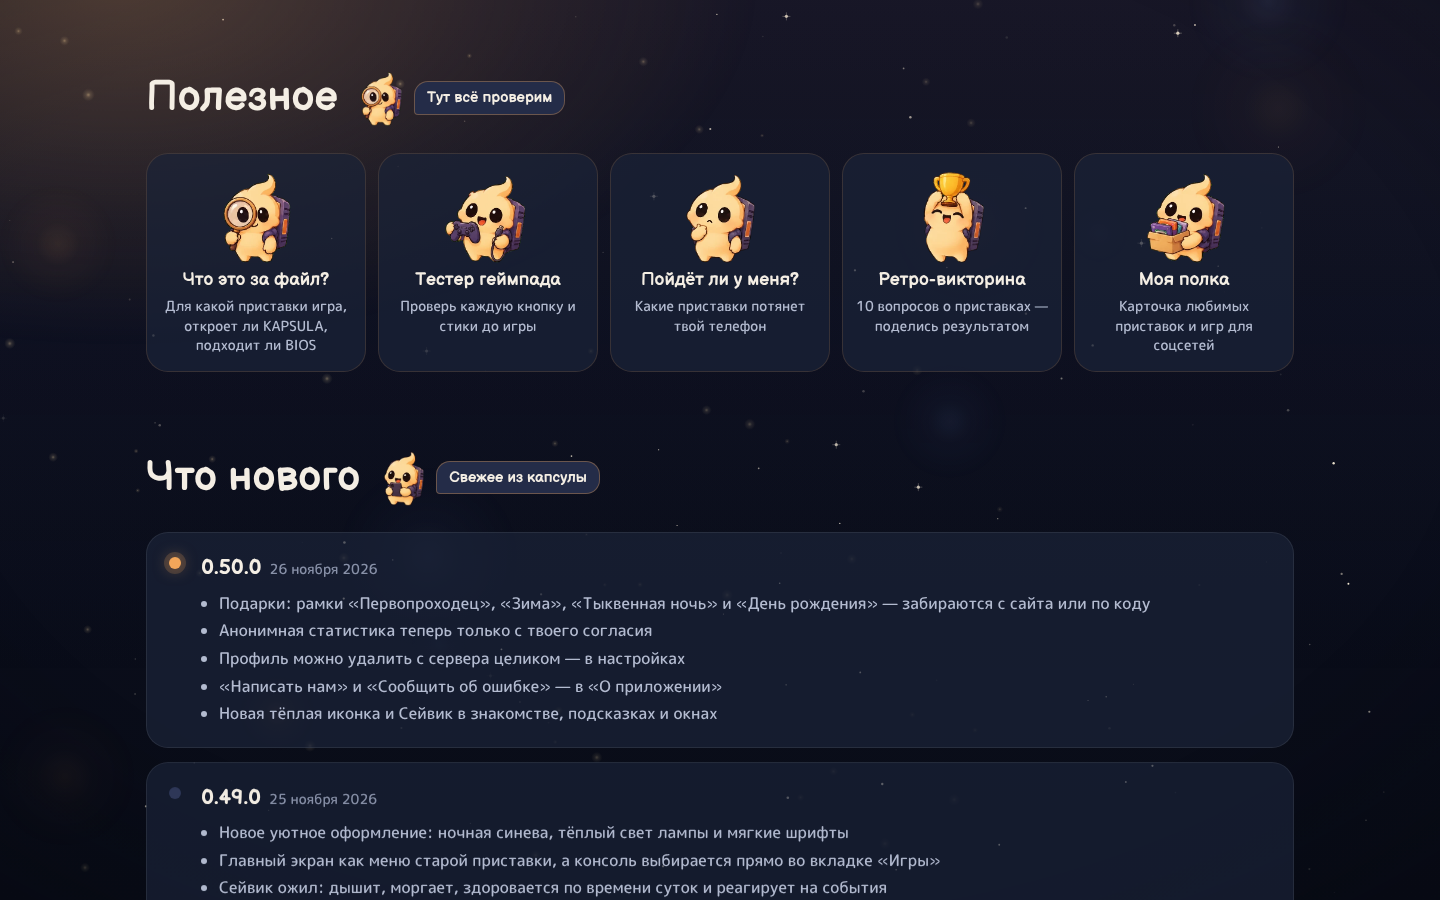 Полезное
Тут всё проверим
Что это за файл?
Для какой приставки игра,
откроет ли KAPSULA,
подходит ли BIOS
Тестер геймпада
Проверь каждую кнопку и
стики до игры
Пойдёт ли у меня?
Какие приставки потянет
твой телефон
Ретро-викторина
10 вопросов о приставках —
поделись результатом
Моя полка
Карточка любимых
приставок и игр для
соцсетей
Что нового
Свежее из капсулы
0.50.0 26 ноября 2026
• Подарки: рамки «Первопроходец», «Зима», «Тыквенная ночь» и «День рождения» — забираются с сайта или по коду
• Анонимная статистика теперь только с твоего согласия
• Профиль можно удалить с сервера целиком — в настройках
• «Написать нам» и «Сообщить об ошибке» — в «О приложении»
• Новая тёплая иконка и Сейвик в знакомстве, подсказках и окнах
0.49.0 25 ноября 2026
• Новое уютное оформление: ночная синева, тёплый свет лампы и мягкие шрифты
• Главный экран как меню старой приставки, а консоль выбирается прямо во вкладке «Игры»
• Сейвик ожил: дышит, моргает, здоровается по времени суток и реагирует на события